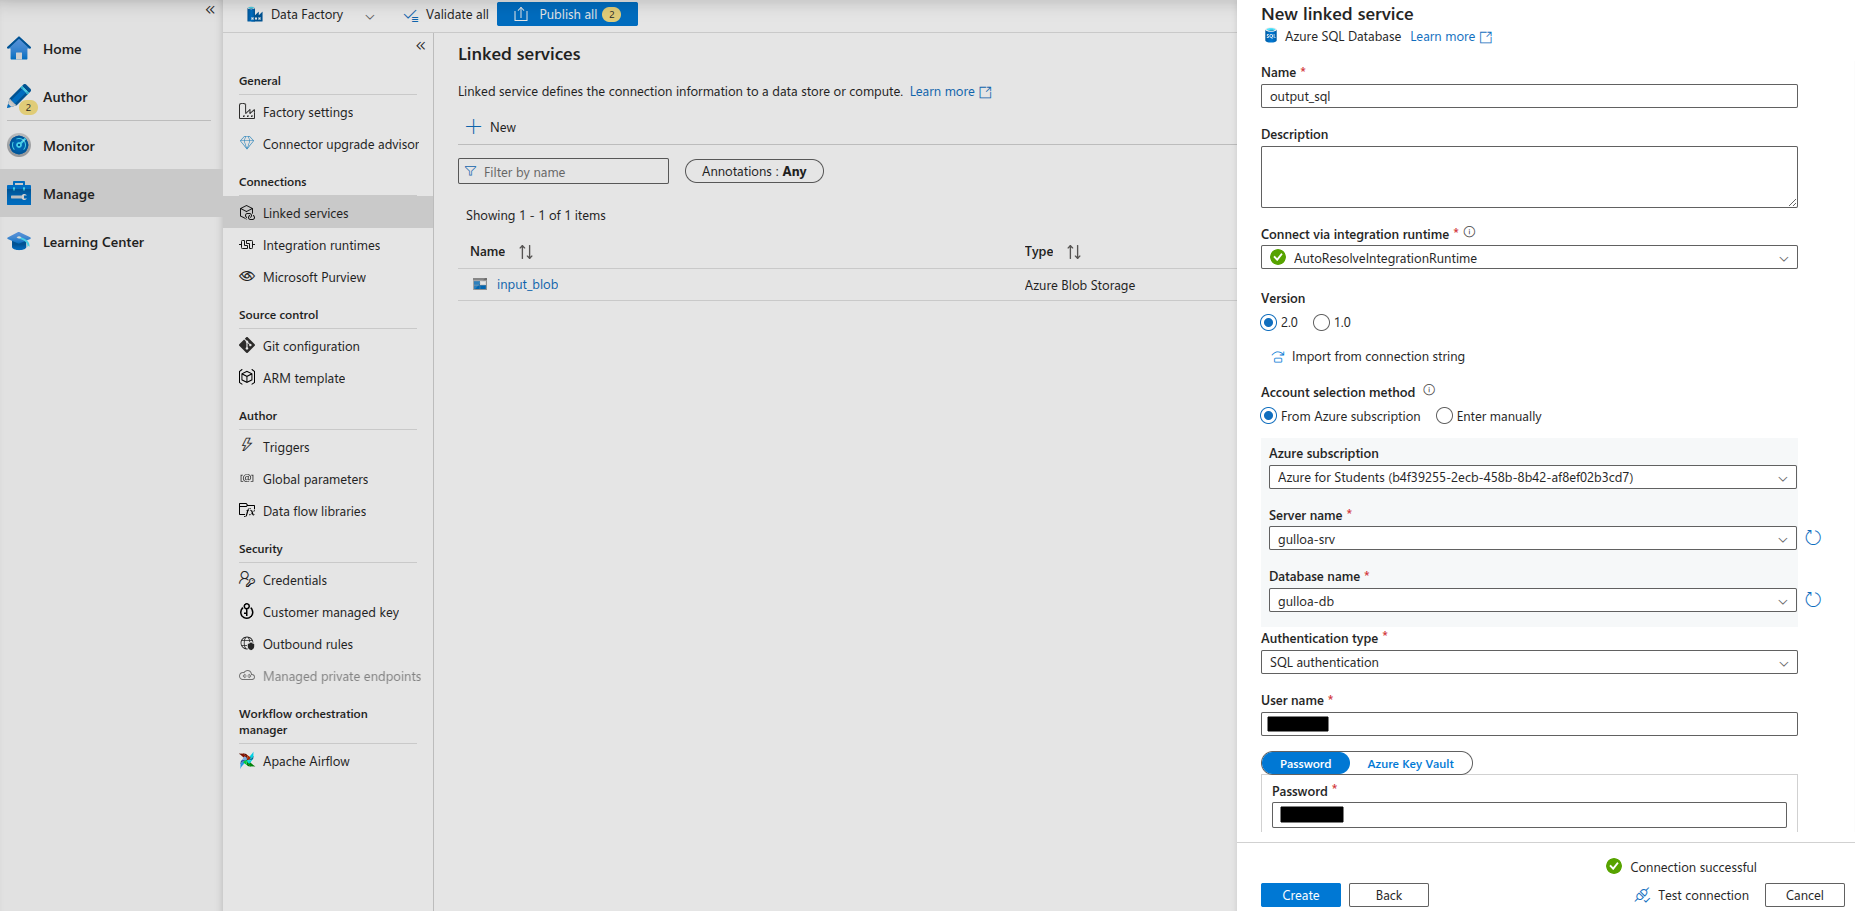 Home
Author
2
Monitor
Manage
Learning Center
Data Factory
Validate all
Publish all 2
General
Factory settings
Connector upgrade advisor
Connections
Linked services
Integration runtimes
Microsoft Purview
Source control
Git configuration
ARM template
Author
Triggers
Global parameters
Data flow libraries
Security
Credentials
Customer managed key
Outbound rules
Managed private endpoints
Workflow orchestration
manager
Apache Airflow
Linked services
Linked service defines the connection information to a data store or compute. Learn more
New
Filter by name
Annotations : Any
Showing 1 - 1 of 1 items
Name Type
input_blob Azure Blob Storage
New linked service
Azure SQL Database Learn more
Name *
output_sql
Description
Connect via integration runtime *
AutoResolveIntegrationRuntime
Version
2.0 1.0
Import from connection string
Account selection method
From Azure subscription Enter manually
Azure subscription
Azure for Students (b4f39255-2ecb-458b-8b42-af8ef02b3cd7)
Server name *
gulloa-srv
Database name *
gulloa-db
Authentication type *
SQL authentication
User name *
Password Azure Key Vault
Password *
Connection successful
Create Back Test connection Cancel